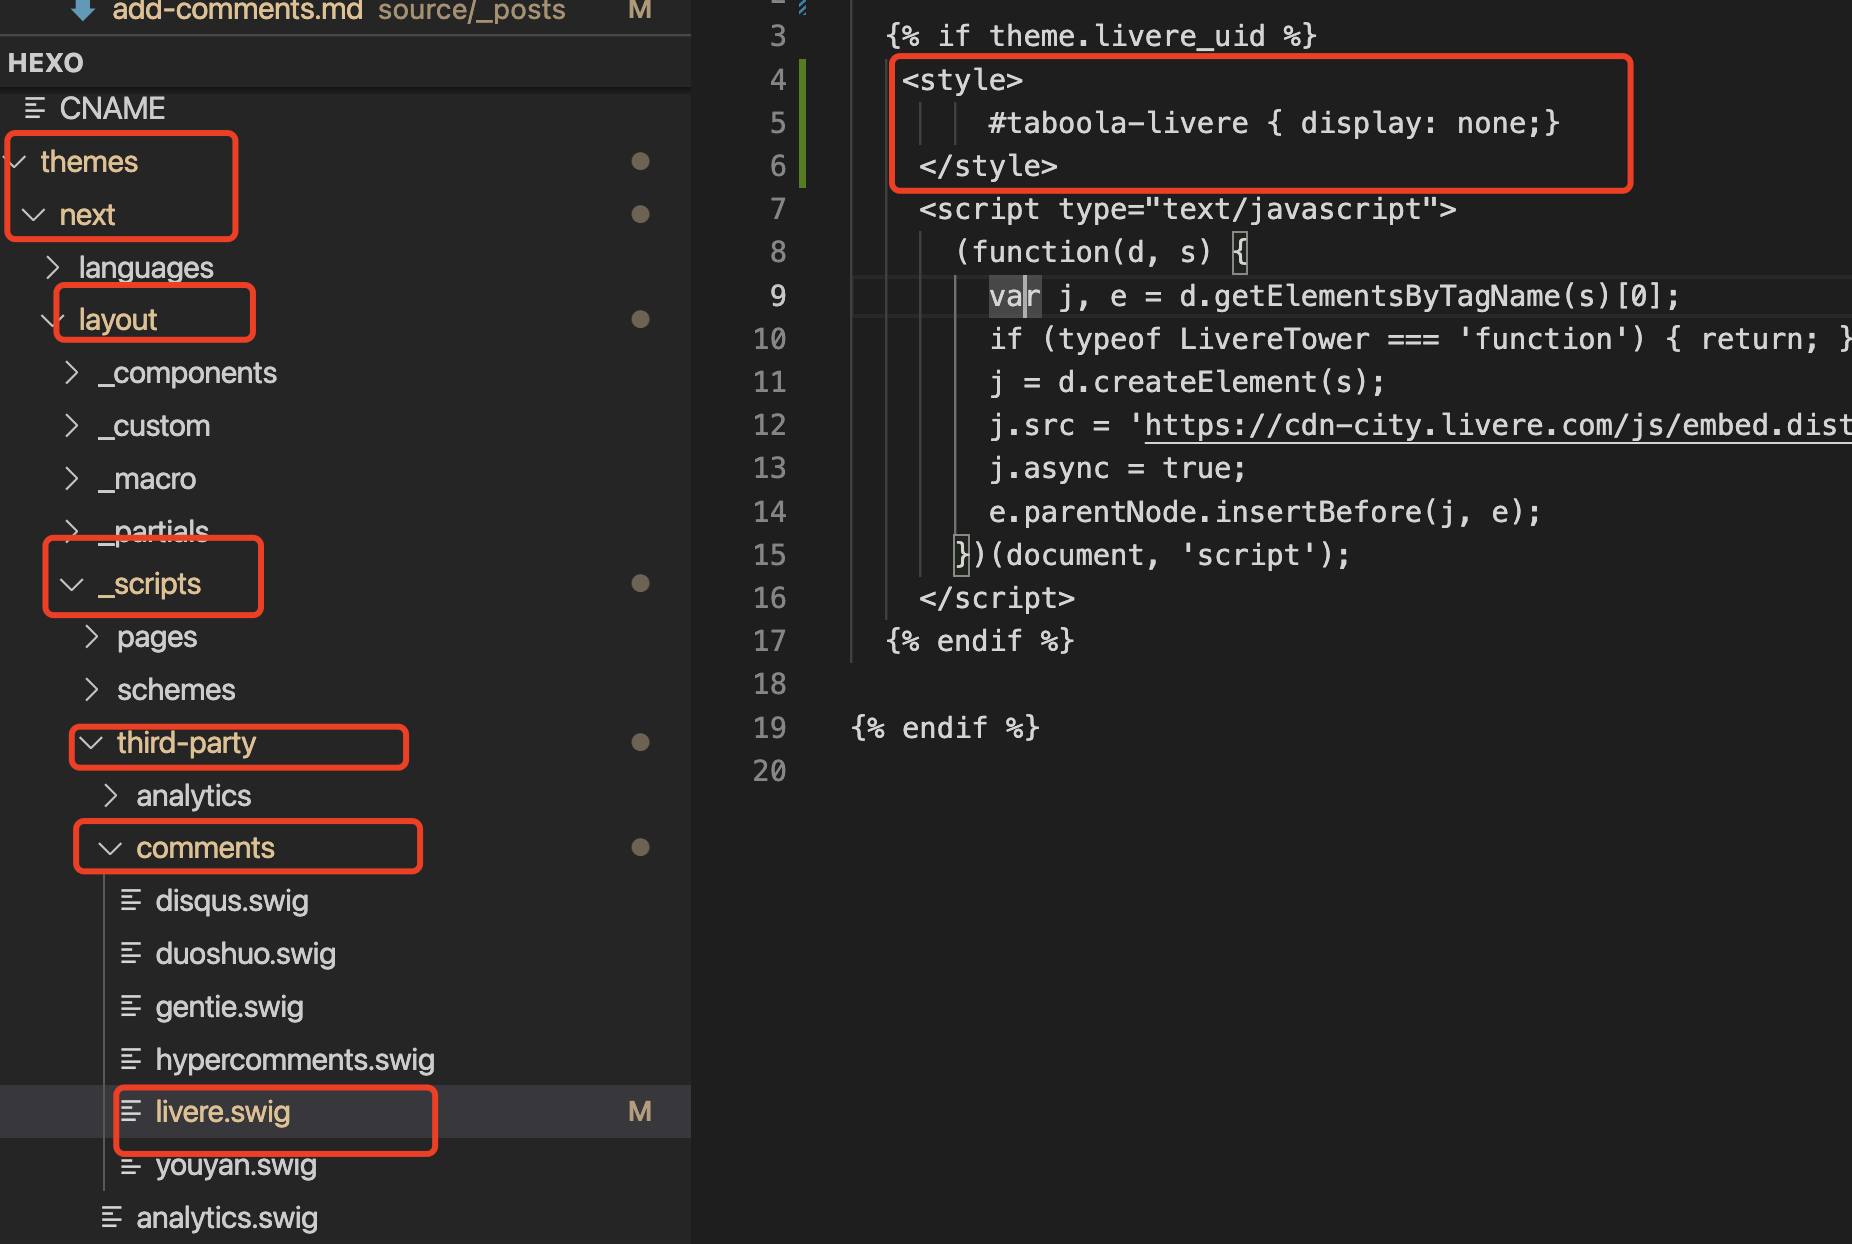 add-comments.md source/_posts M
HEXO
CNAME
themes
next
languages
layout
_components
_custom
_macro
_partials
_scripts
pages
schemes
third-party
analytics
comments
disqus.swig
duoshuo.swig
gentie.swig
hypercomments.swig
livere.swig M
youyan.swig
analytics.swig
3 {% if theme.livere_uid %}
4 <style>
5 #taboola-livere { display: none;}
6 </style>
7 <script type="text/javascript">
8 (function(d, s) {
9 var j, e = d.getElementsByTagName(s)[0];
10 if (typeof LivereTower === 'function') { return; }
11 j = d.createElement(s);
12 j.src = 'https://cdn-city.livere.com/js/embed.dist
13 j.async = true;
14 e.parentNode.insertBefore(j, e);
15 })(document, 'script');
16 </script>
17 {% endif %}
18
19 {% endif %}
20